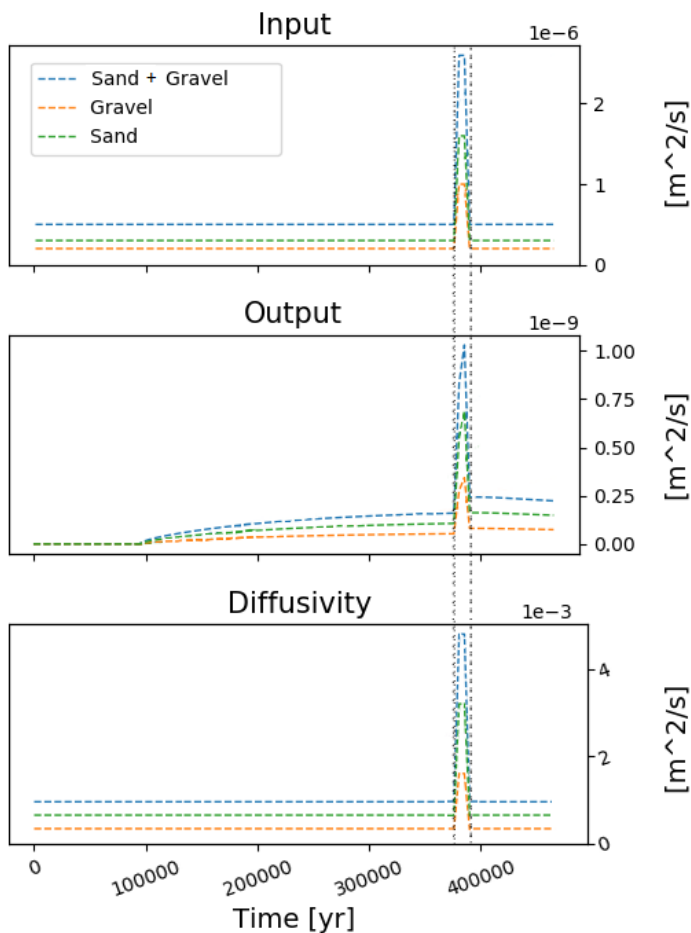 Input
1e−6
Sand + Gravel
Gravel
Sand
2
1
0
[m^2/s]
Output
1e−9
1.00
0.75
0.50
0.25
0.00
[m^2/s]
Diffusivity
1e−3
4
2
0
[m^2/s]
0 100000 200000 300000 400000
Time [yr]